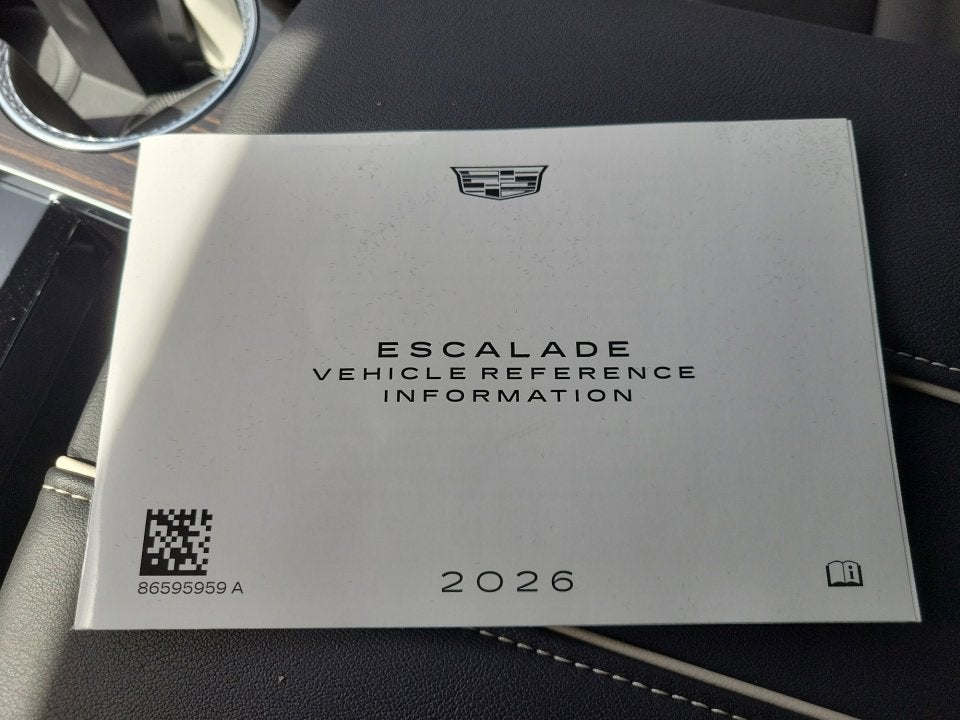 ESCALADE
VEHICLE REFERENCE
INFORMATION
86595959 A
2026
i